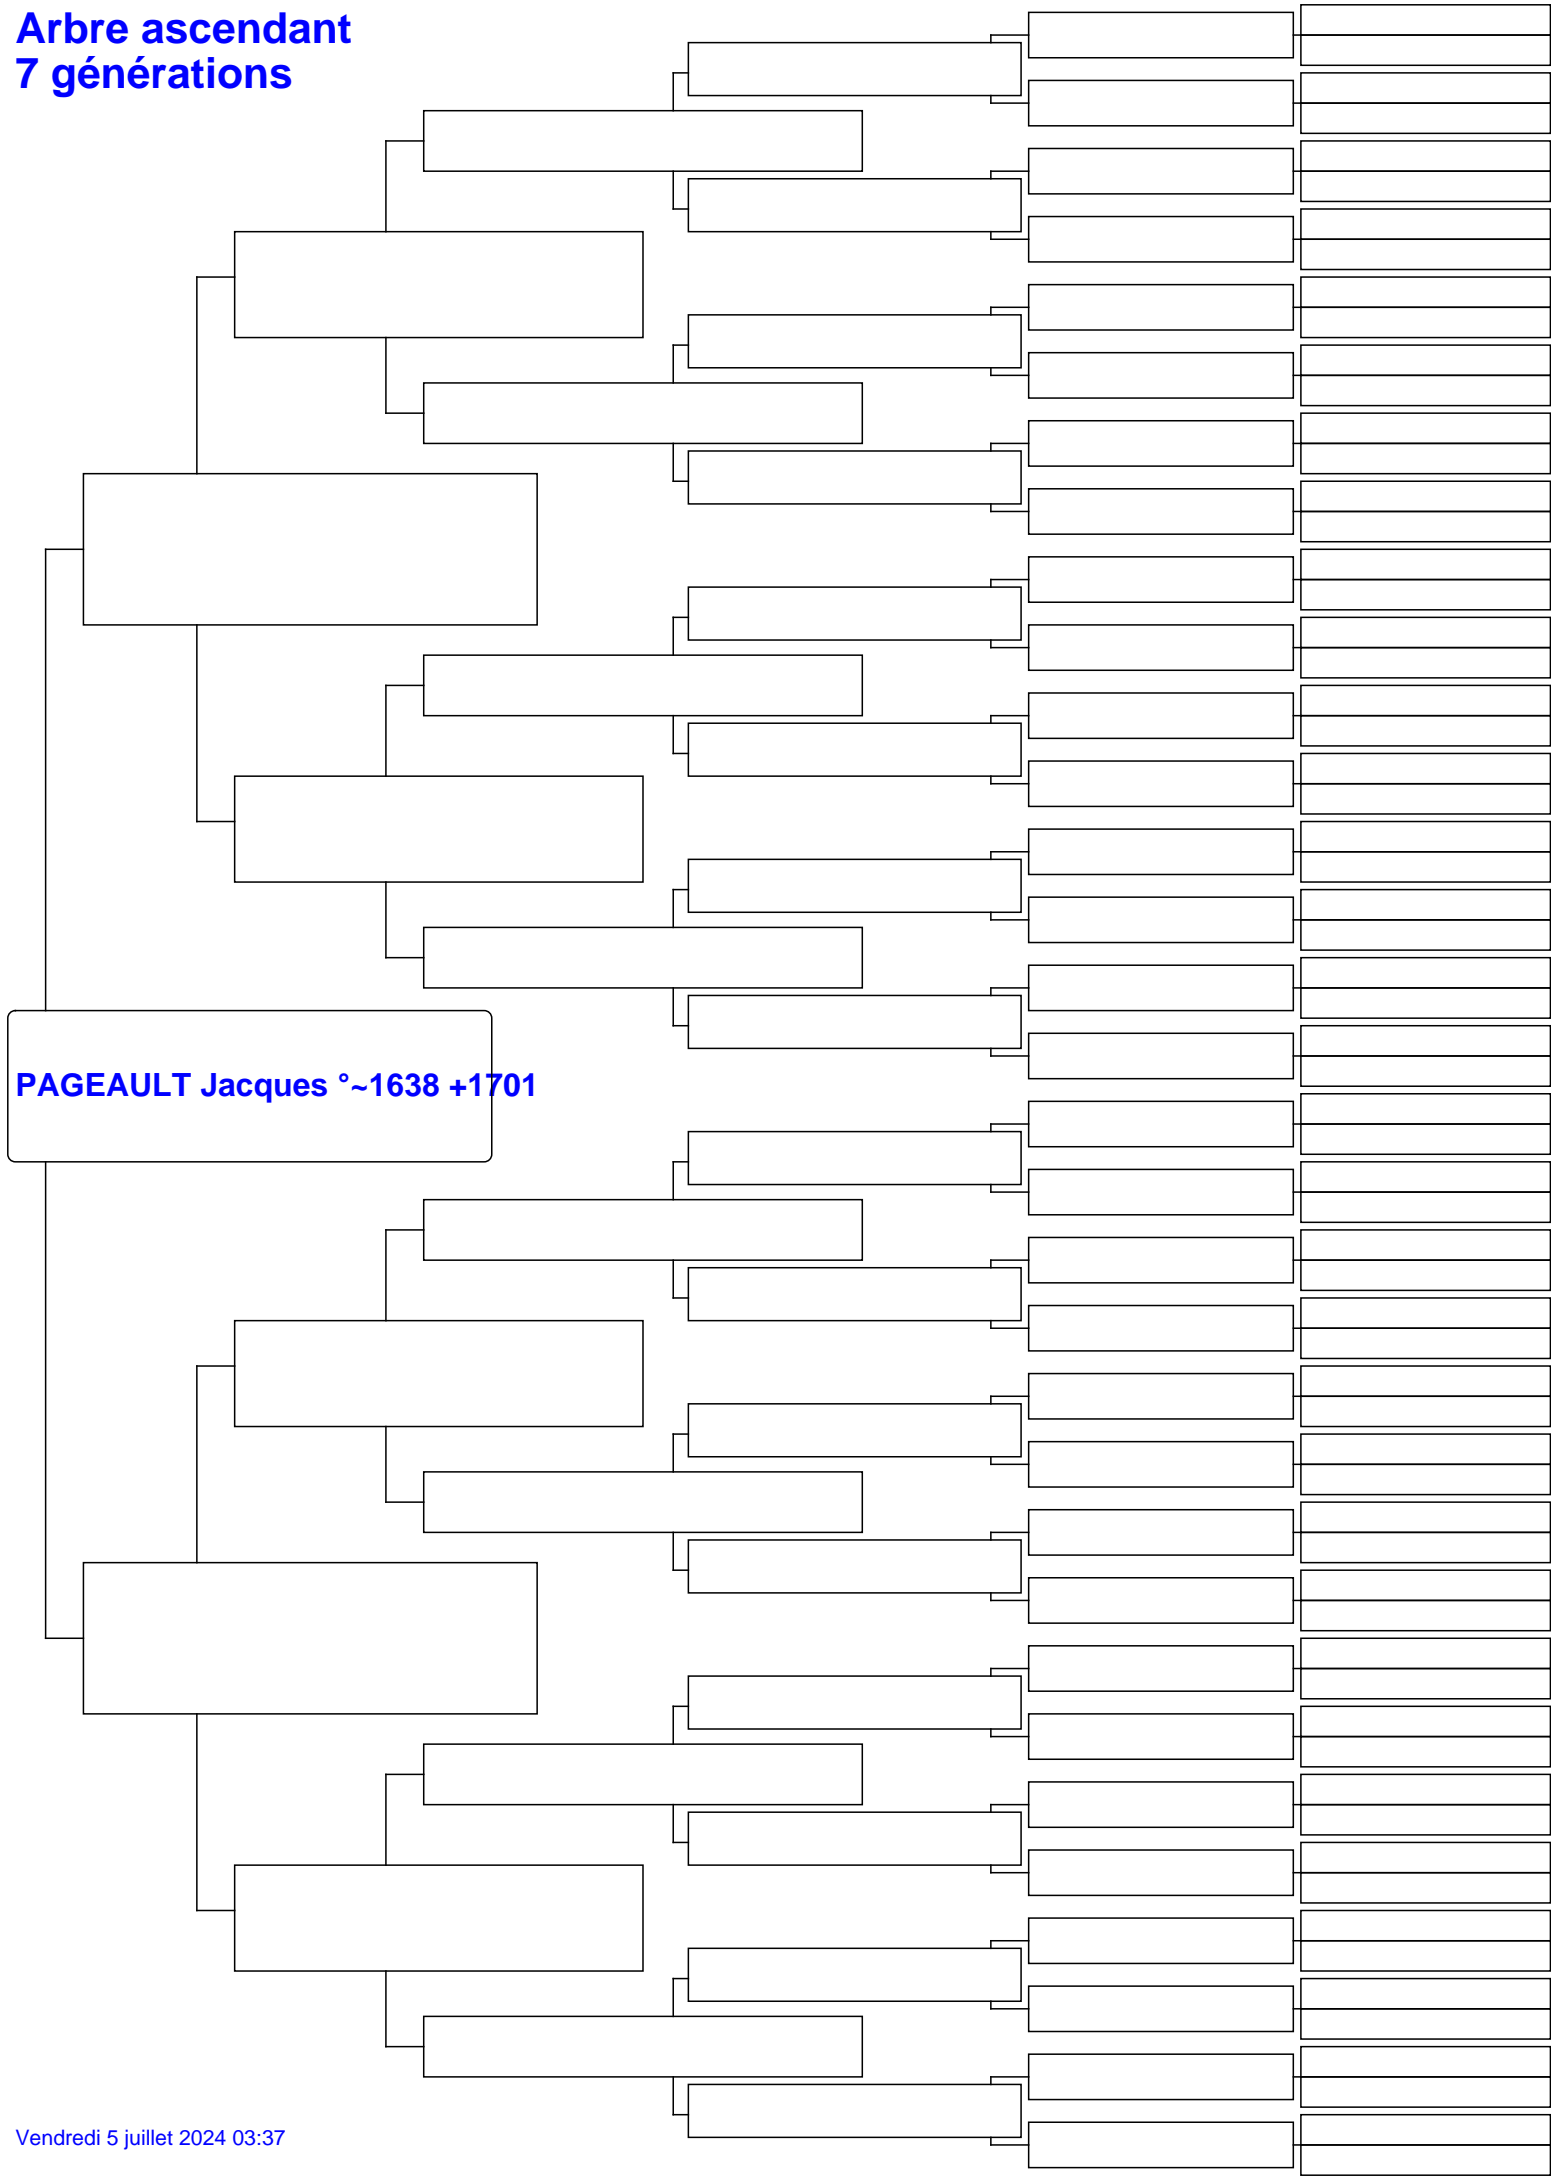 Arbre ascendant
7 générations
PAGEAULT Jacques °~1638 +1701
Vendredi 5 juillet 2024 03:37